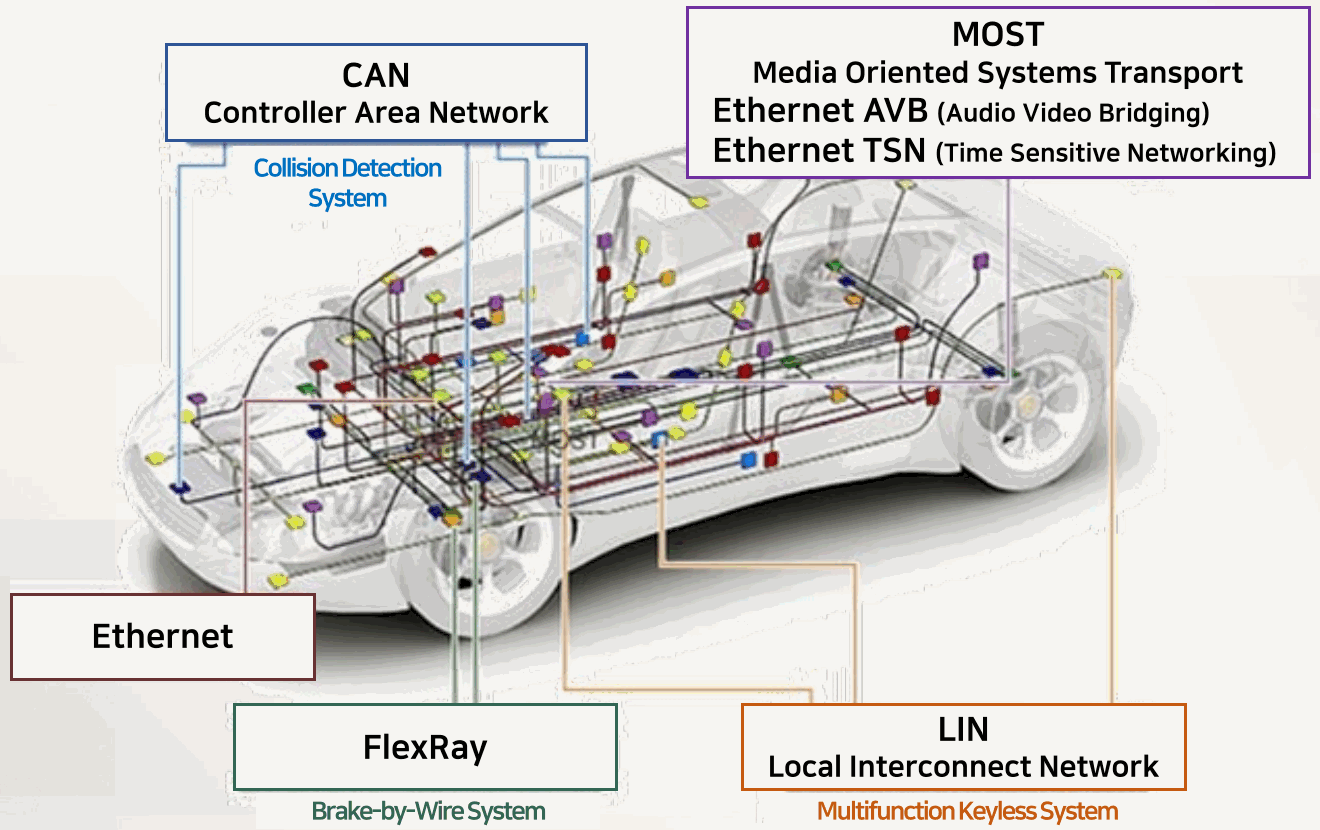 CAN
Controller Area Network
Collision Detection
System
MOST
Media Oriented Systems Transport
Ethernet AVB (Audio Video Bridging)
Ethernet TSN (Time Sensitive Networking)
Ethernet
FlexRay
Brake-by-Wire System
LIN
Local Interconnect Network
Multifunction Keyless System